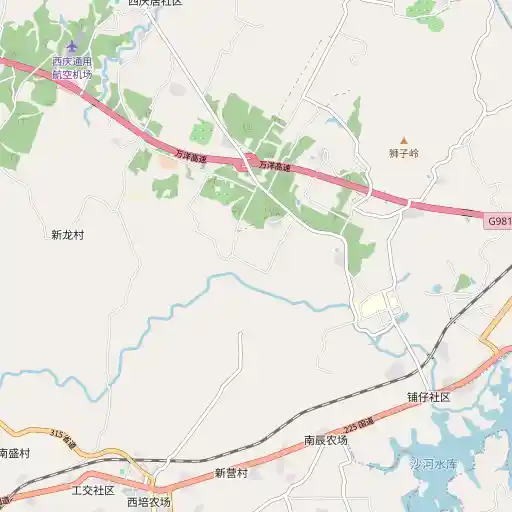 西庆居社区
西庆通用
航空机场
万洋高速
万洋高速
狮子岭
G981
新龙村
铺仔社区
315省道
225国道
南辰农场
南盛村
沙河水库
新营村
工交社区
西培农场
国道